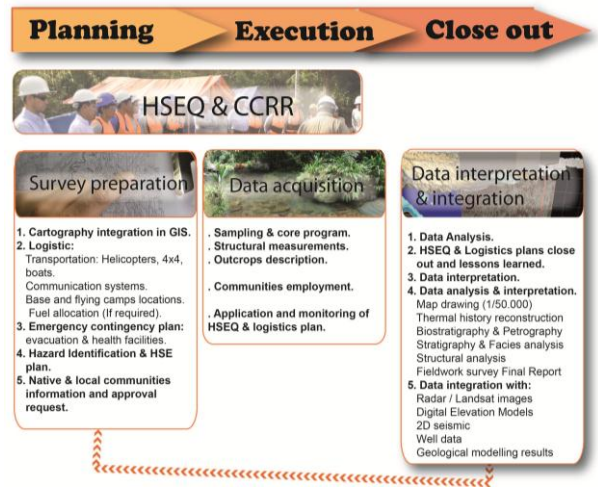 Planning
Execution
Close out
HSEQ & CCRR
Survey preparation
1. Cartography integration in GIS.
2. Logistic:
Transportation: Helicopters, 4x4,
boats.
Communication systems.
Base and flying camps locations.
Fuel allocation (If required).
3. Emergency contingency plan:
evacuation & health facilities.
4. Hazard Identification & HSE
plan.
5. Native & local communities
information and approval
request.
Data acquisition
. Sampling & core program.
. Structural measurements.
. Outcrops description.
. Communities employment.
. Application and monitoring of
HSEQ & logistics plan.
Data interpretation
& integration
1. Data Analysis.
2. HSEQ & Logistics plans close
out and lessons learned.
3. Data interpretation.
4. Data analysis & interpretation.
Map drawing (1/50.000)
Thermal history reconstruction
Biostratigraphy & Petrography
Stratigraphy & Facies analysis
Structural analysis
Fieldwork survey Final Report
5. Data integration with:
Radar / Landsat images
Digital Elevation Models
2D seismic
Well data
Geological modelling results